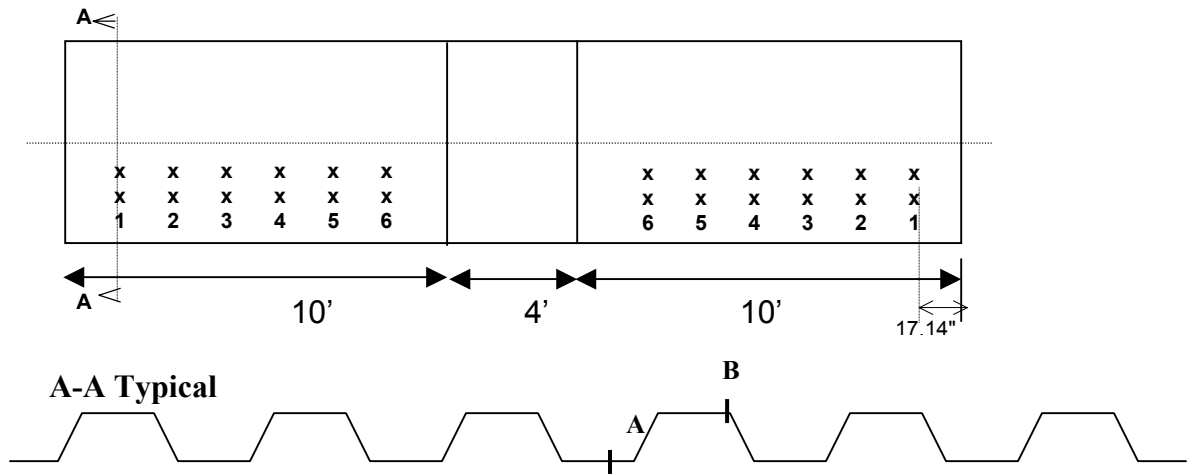 A
x x x x x x x x x x x x
x x x x x x x x x x x x
1 2 3 4 5 6 6 5 4 3 2 1
A
10’ 4’ 10’
17.14"
A-A Typical
B
A